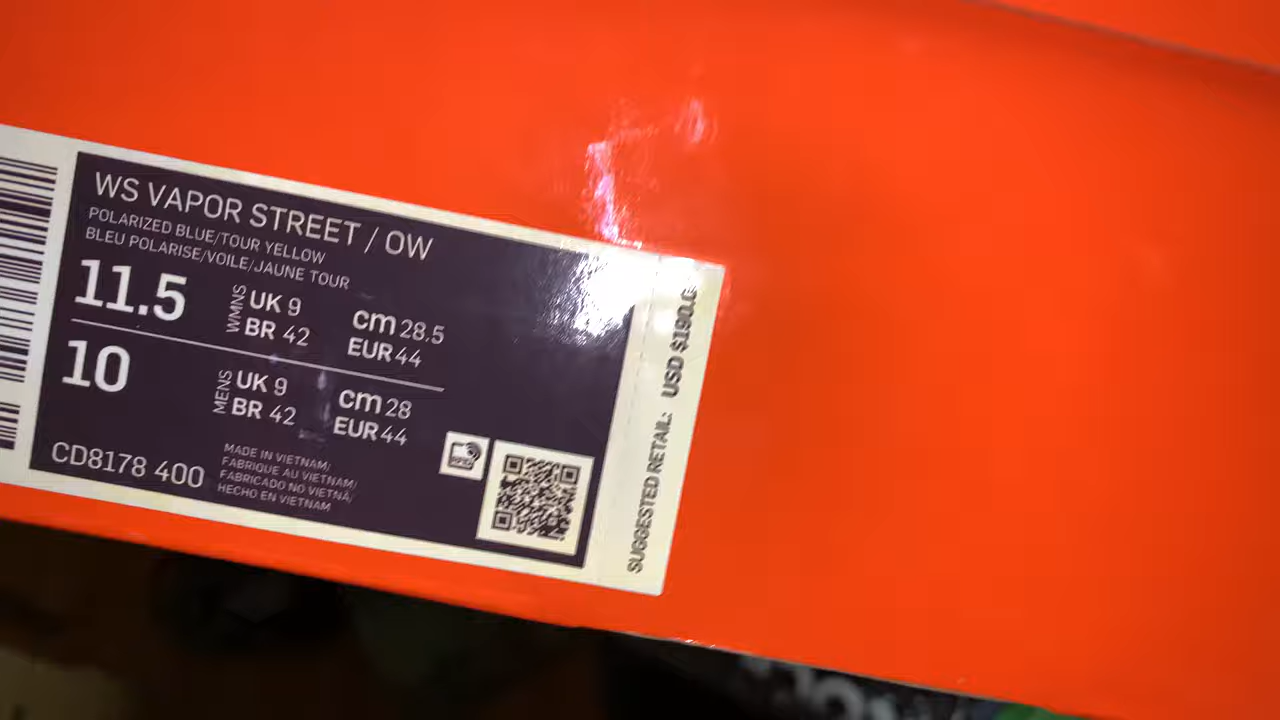 WS VAPOR STREET / OW
POLARIZED BLUE/TOUR YELLOW
BLEU POLARISE/VOILE/JAUNE TOUR
11.5
WMNS
UK 9
BR 42
cm 28.5
EUR 44
10
MENS
UK 9
BR 42
cm 28
EUR 44
CD8178 400
MADE IN VIETNAM/
FABRIQUE AU VIETNAM/
FABRICADO NO VIETNÃ/
HECHO EN VIETNAM
SUGGESTED RETAIL: USD